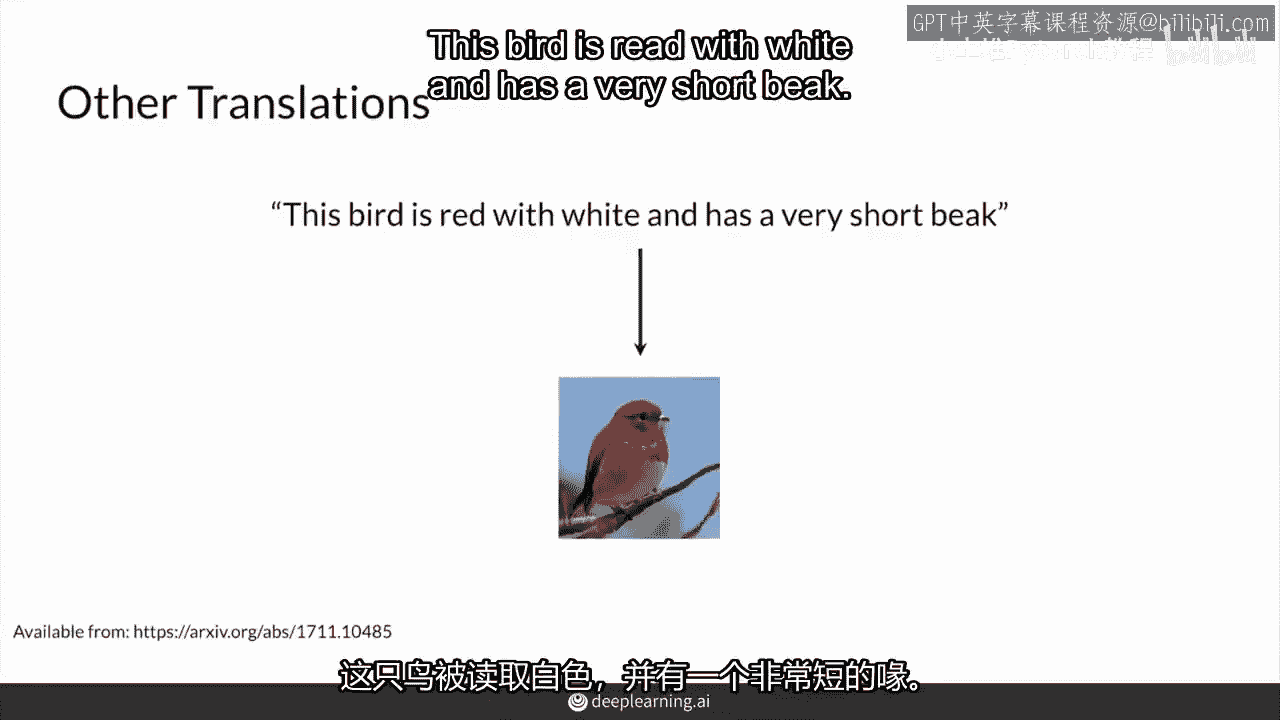 GPT中英字幕课程资源@bilibili.com
This bird is read with white
and has a very short beak.
bilibili
Other Translations
“This bird is red with white and has a very short beak”
Available from: https://arxiv.org/abs/1711.10485
这只鸟被读取白色，并有一个非常短的喙。
deeplearning.ai